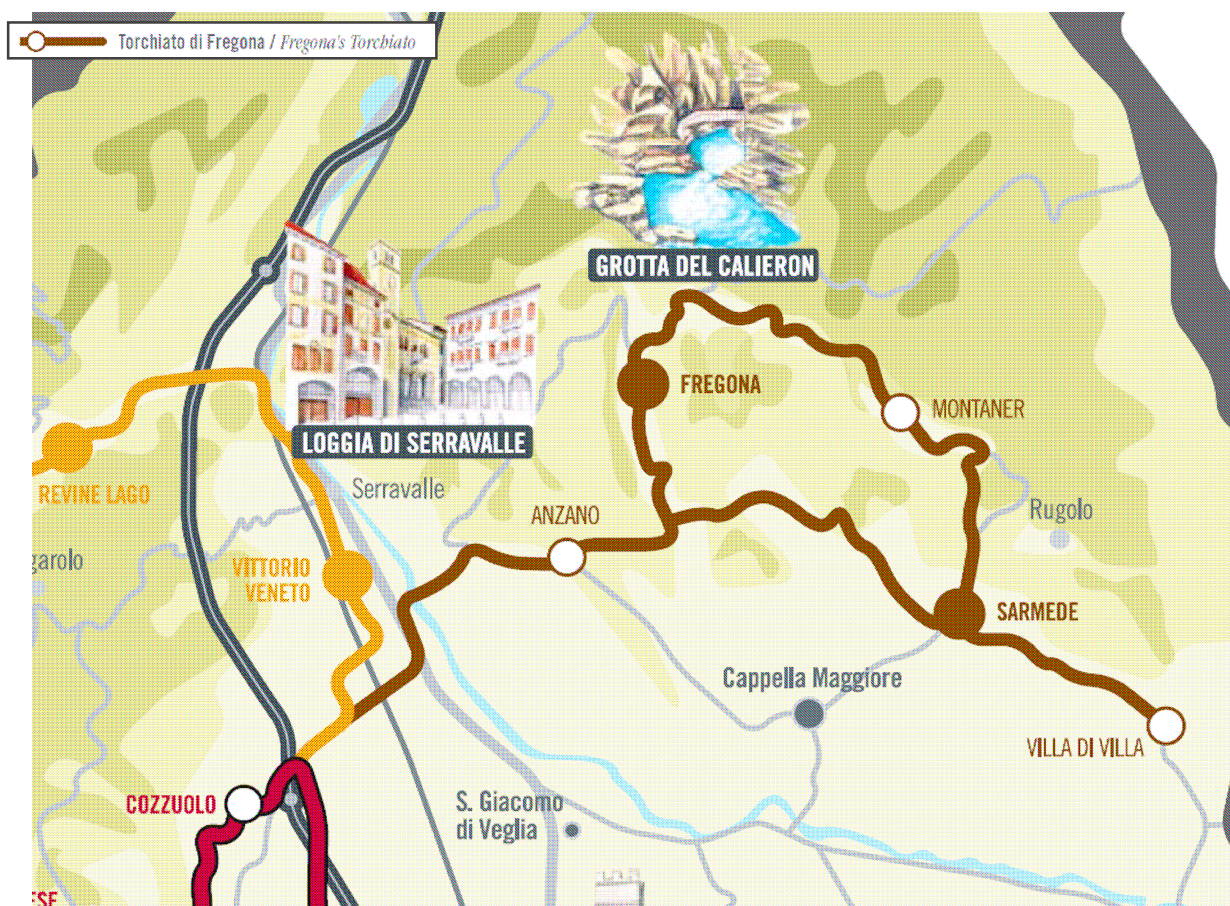 Torchiato di Fregona / Fregona's Torchiato
GROTTA DEL CALIERON
FREGONA
MONTANER
LOGGIA DI SERRAVALLE
REVINE LAGO
Serravalle
ANZANO
Rugolo
garolo
VITTORIO
VENETO
SARMEDE
Cappella Maggiore
VILLA DI VILLA
COZZUOLO
S. Giacomo
di Veglia
ESE